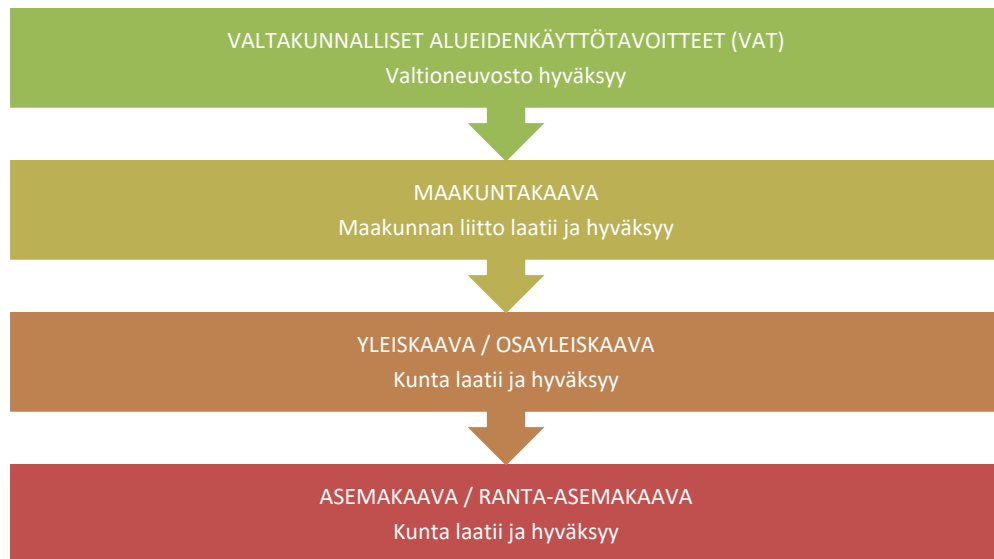 VALTAKUNNALLISET ALUEIDENKÄYTTÖTAVOITTEET (VAT)
Valtioneuvosto hyväksyy
MAAKUNTAKAAVA
Maakunnan liitto laatii ja hyväksyy
YLEISKAAVA / OSAYLEISKAAVA
Kunta laatii ja hyväksyy
ASEMAKAAVA / RANTA-ASEMAKAAVA
Kunta laatii ja hyväksyy